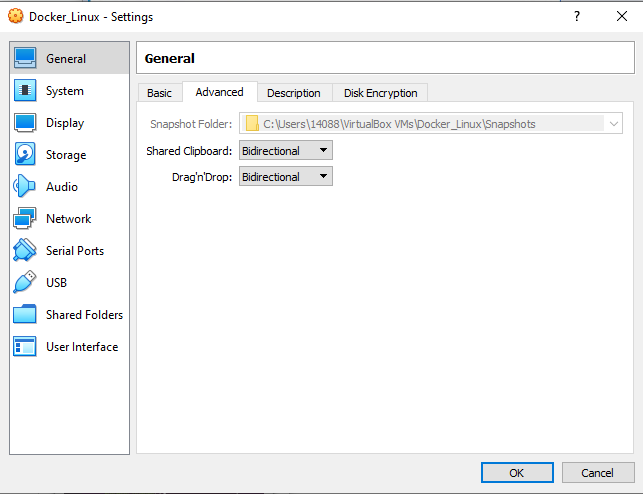 Docker_Linux - Settings
?
General
System
Display
Storage
Audio
Network
Serial Ports
USB
Shared Folders
User Interface
General
Basic Advanced Description Disk Encryption
Snapshot Folder: C:\Users\14088\VirtualBox VMs\Docker_Linux\Snapshots
Shared Clipboard: Bidirectional
Drag'n'Drop: Bidirectional
OK Cancel